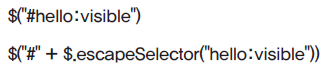 $("#hello:visible")
$("#" + $.escapeSelector("hello:visible"))